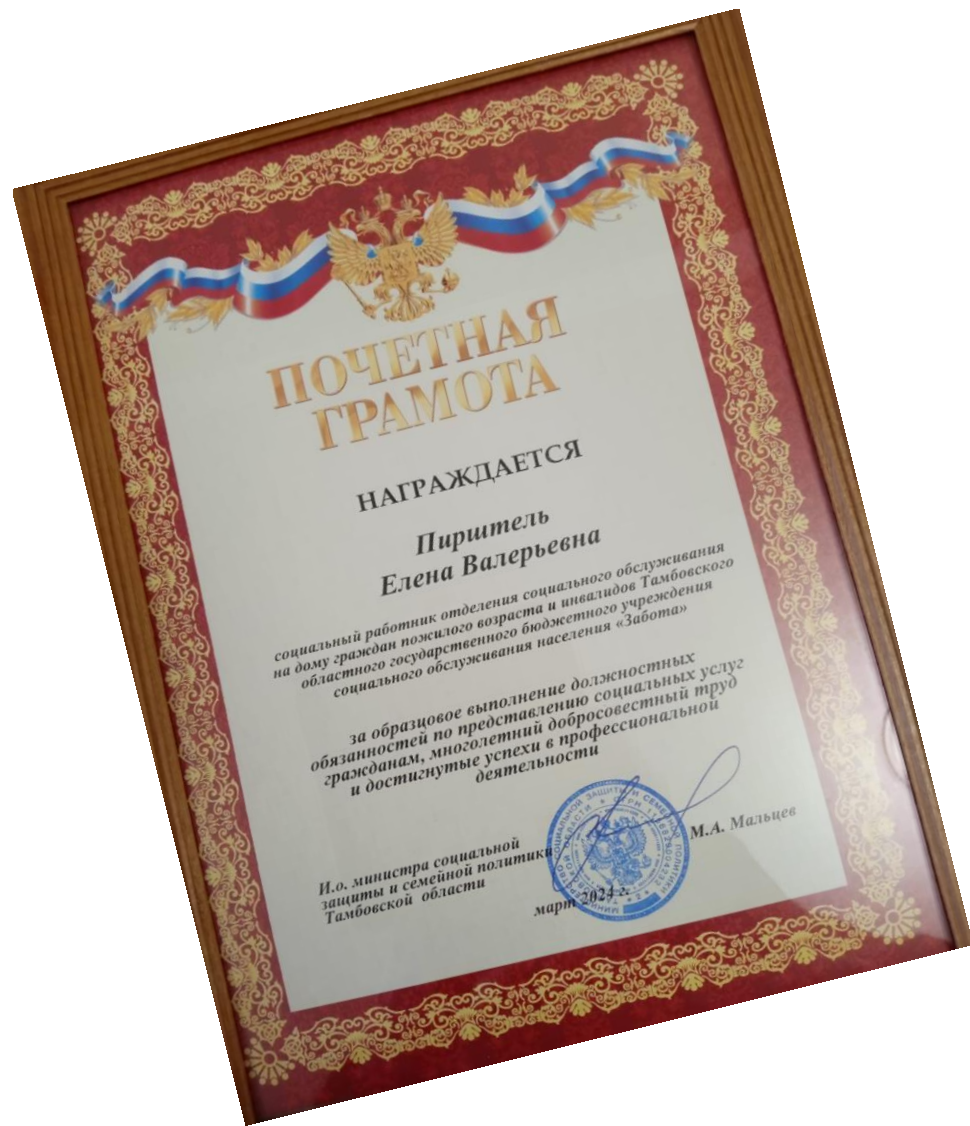 ПОЧЕТНАЯ
ГРАМОТА
НАГРАЖДАЕТСЯ
Пирштель
Елена Валерьевна
социальный работник отделения социального обслуживания
на дому граждан пожилого возраста и инвалидов Тамбовского
областного государственного бюджетного учреждения
социального обслуживания населения «Забота»
за образцовое выполнение должностных
обязанностей по представлению социальных услуг
гражданам, многолетний добросовестный труд
и достигнутые успехи в профессиональной
деятельности
И.о. министра социальной
защиты и семейной политики
Тамбовской области
М.А. Мальцев
март 2024 г.